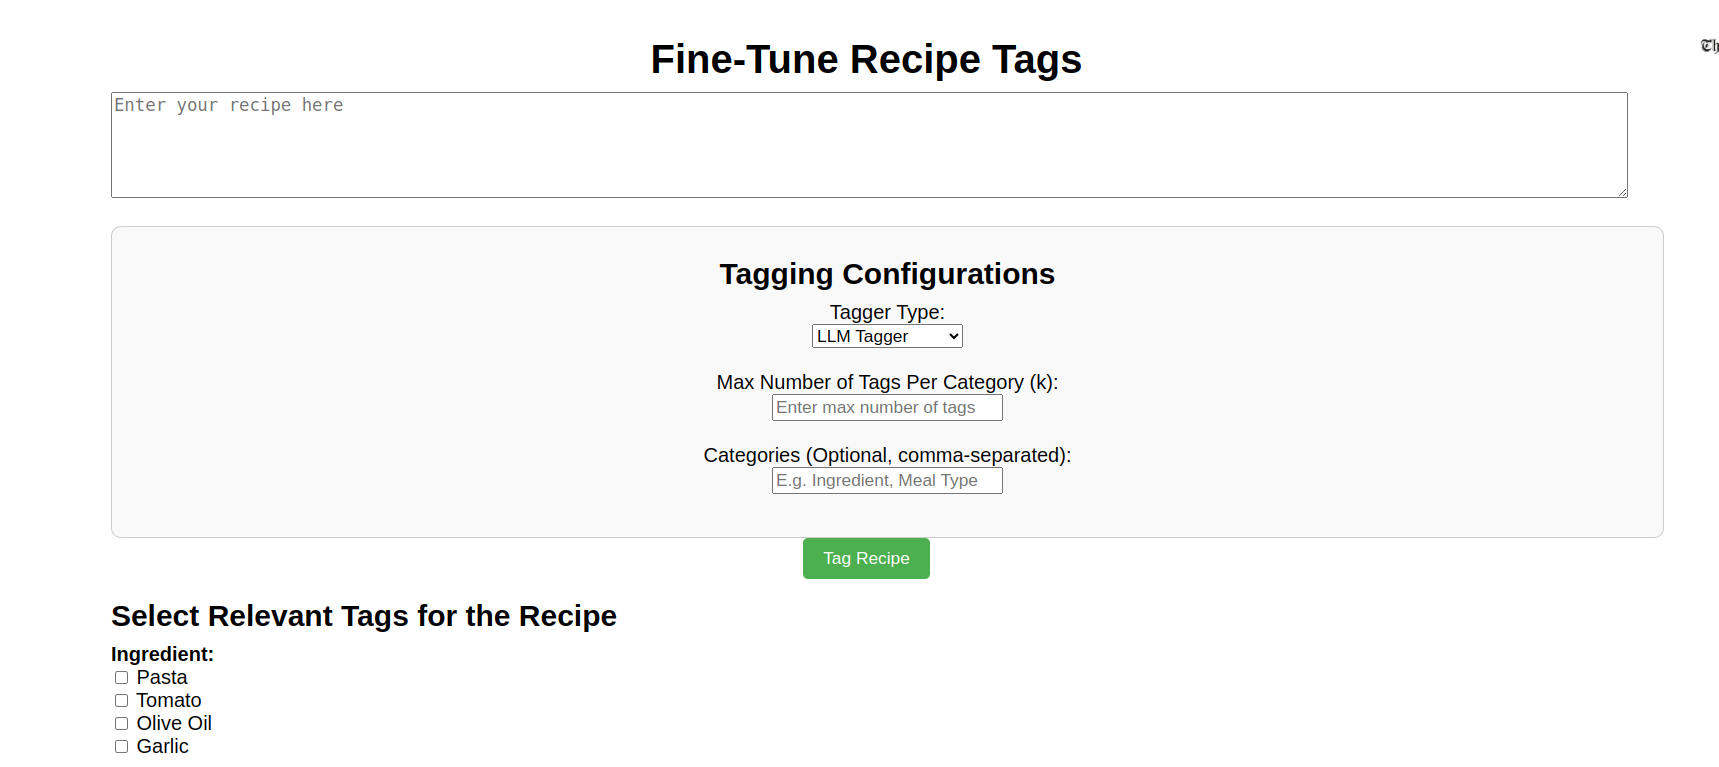 Fine-Tune Recipe Tags
Enter your recipe here
Tagging Configurations
Tagger Type:
LLM Tagger
Max Number of Tags Per Category (k):
Enter max number of tags
Categories (Optional, comma-separated):
E.g. Ingredient, Meal Type
Tag Recipe
Select Relevant Tags for the Recipe
Ingredient:
Pasta
Tomato
Olive Oil
Garlic